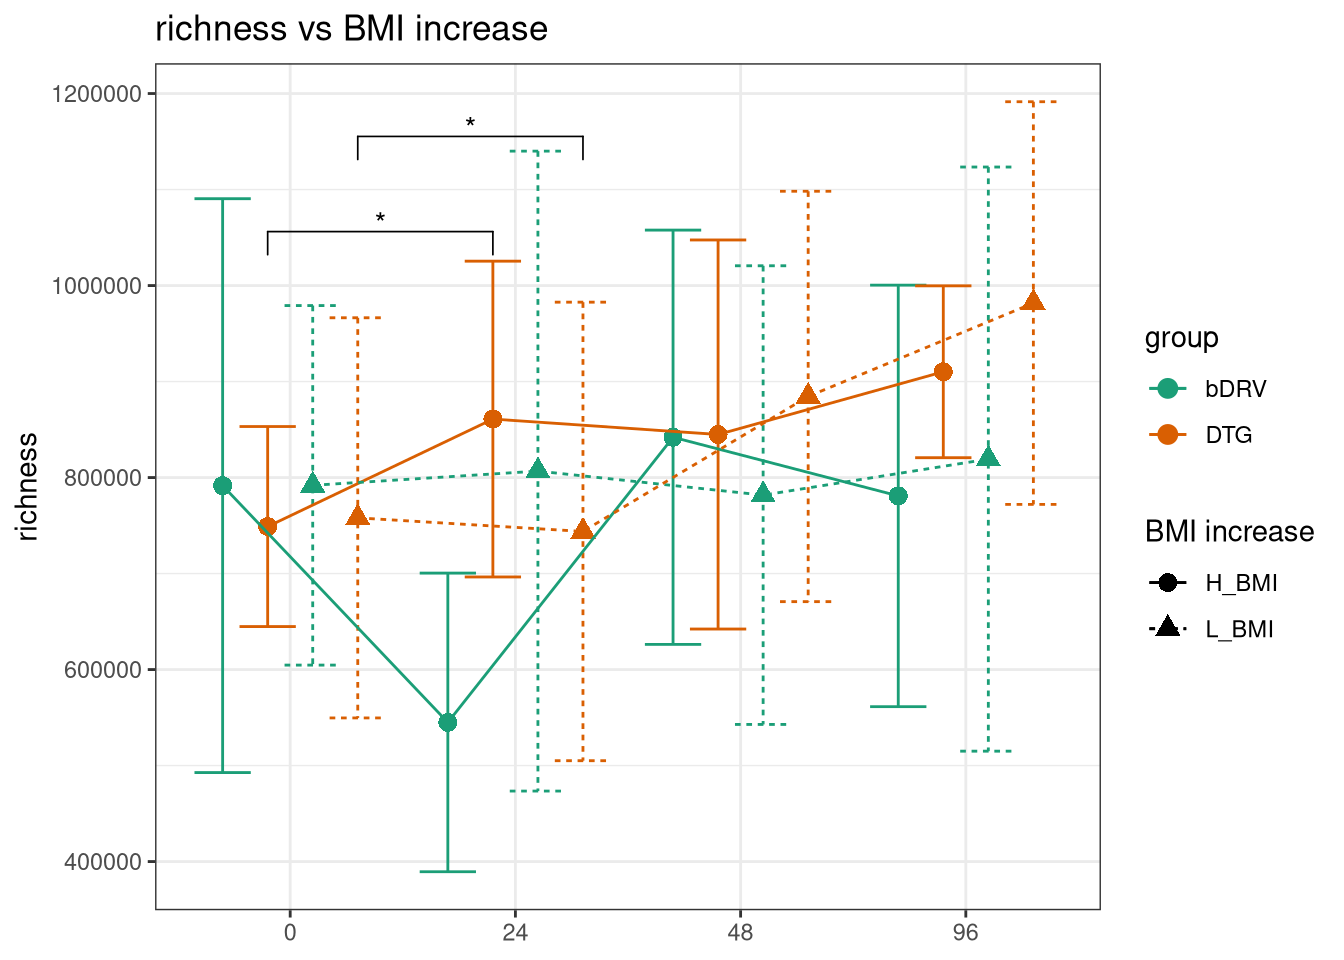 richness vs BMI increase
1200000
1000000
800000
600000
400000
richness
*
*
0
24
48
96
group
bDRV
DTG
BMI increase
H_BMI
L_BMI